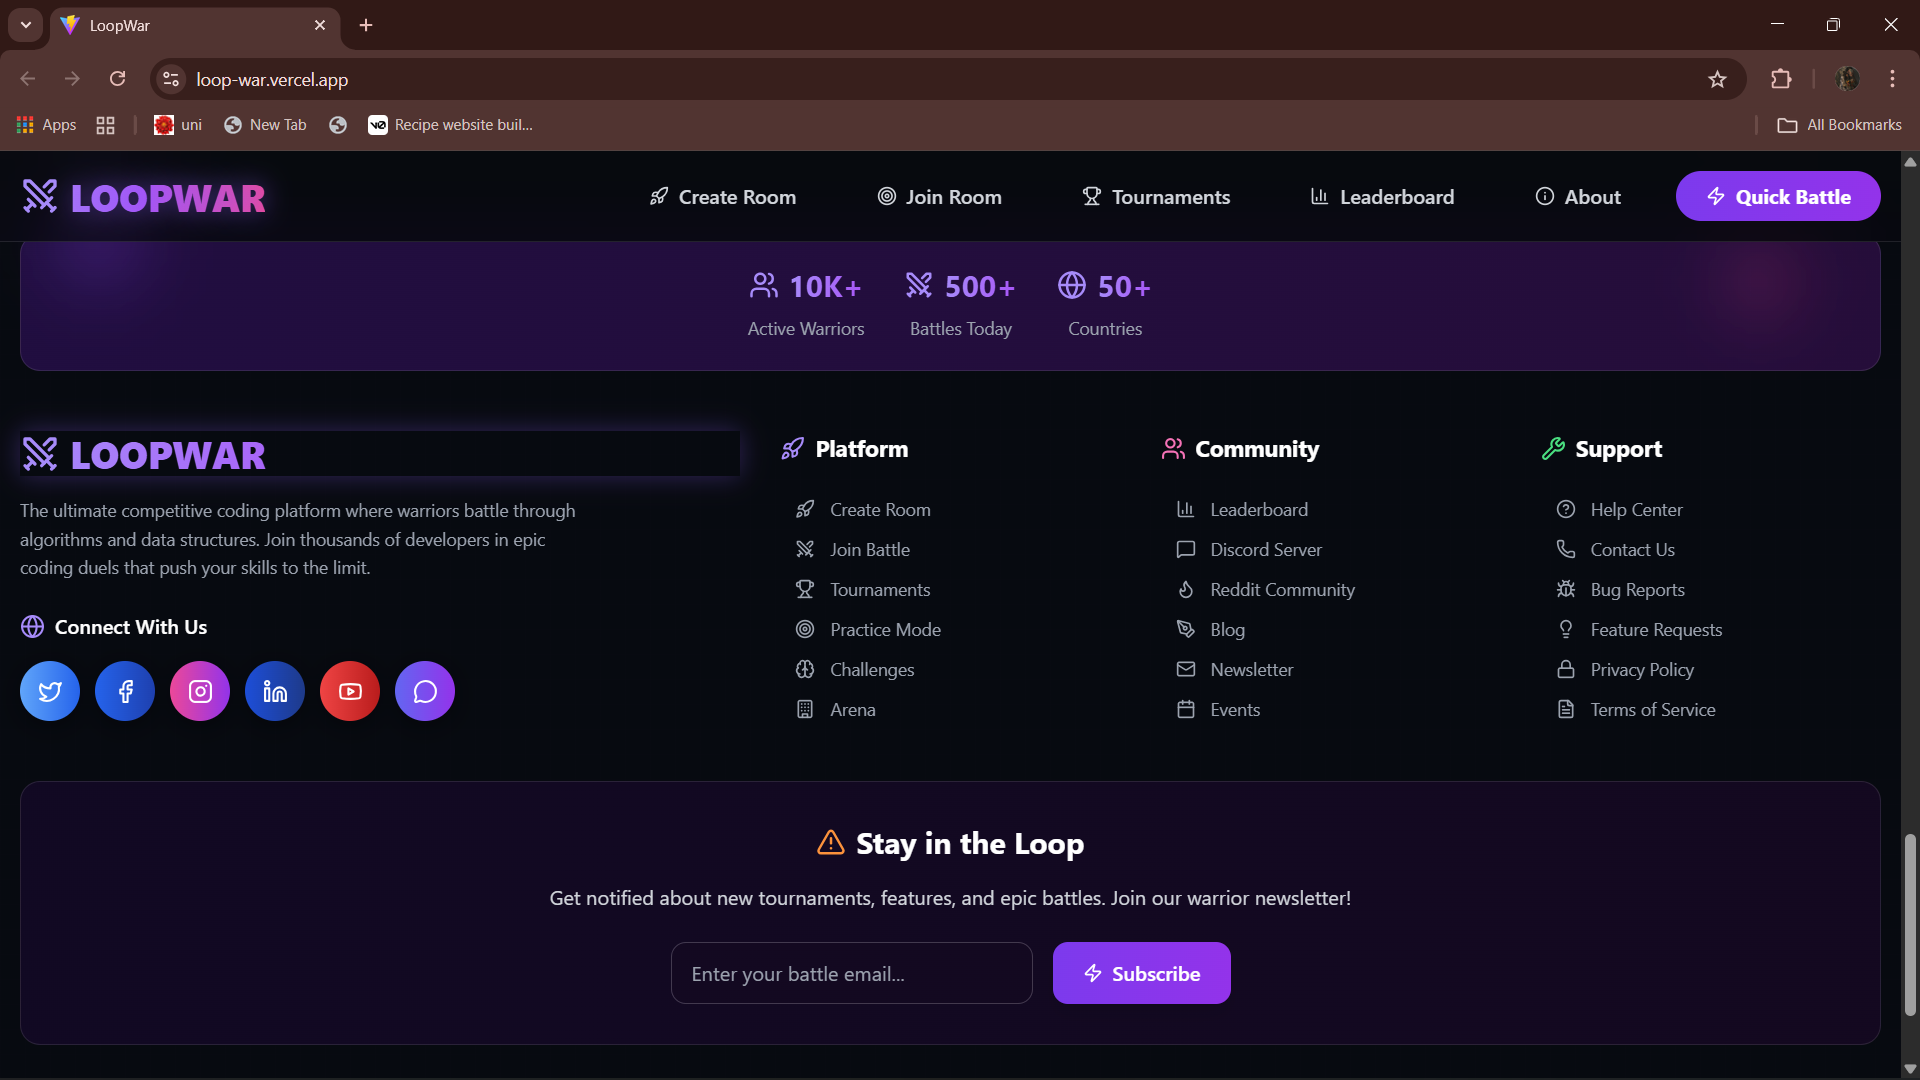 LoopWar
loop-war.vercel.app
Apps
uni
New Tab
Recipe website buil...
All Bookmarks
LOOPWAR
Create Room
Join Room
Tournaments
Leaderboard
About
Quick Battle
10K+
500+
50+
Active Warriors
Battles Today
Countries
LOOPWAR
The ultimate competitive coding platform where warriors battle through
algorithms and data structures. Join thousands of developers in epic
coding duels that push your skills to the limit.
Connect With Us
Platform
Create Room
Join Battle
Tournaments
Practice Mode
Challenges
Arena
Community
Leaderboard
Discord Server
Reddit Community
Blog
Newsletter
Events
Support
Help Center
Contact Us
Bug Reports
Feature Requests
Privacy Policy
Terms of Service
Stay in the Loop
Get notified about new tournaments, features, and epic battles. Join our warrior newsletter!
Enter your battle email...
Subscribe